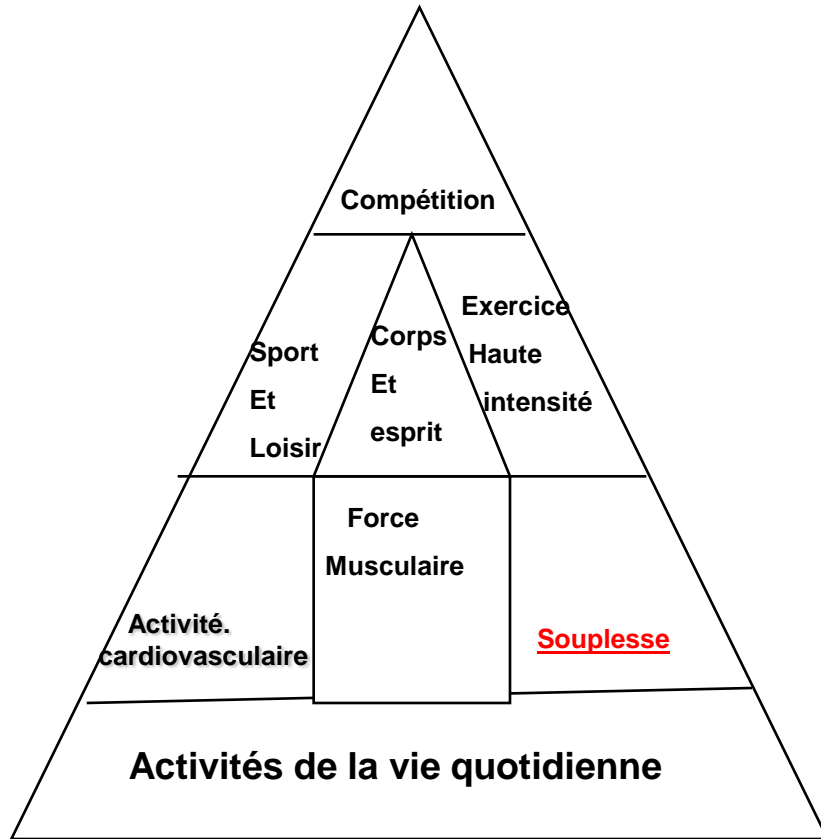 Compétition
Sport
Et
Loisir
Corps
Et
esprit
Exercice
Haute
intensité
Activité.
cardiovasculaire
Force
Musculaire
Souplesse
Activités de la vie quotidienne